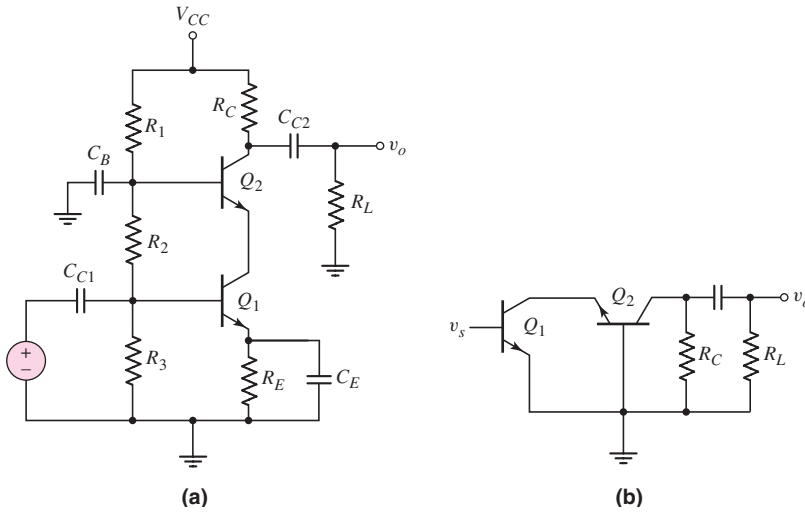 V_CC
R_C
C_C2
v_o
R_1
C_B
Q_2
R_L
R_2
C_C1
Q_1
R_3
R_E
C_E
+
−
(a)
v_s
Q_1
Q_2
R_C
R_L
v_o
(b)